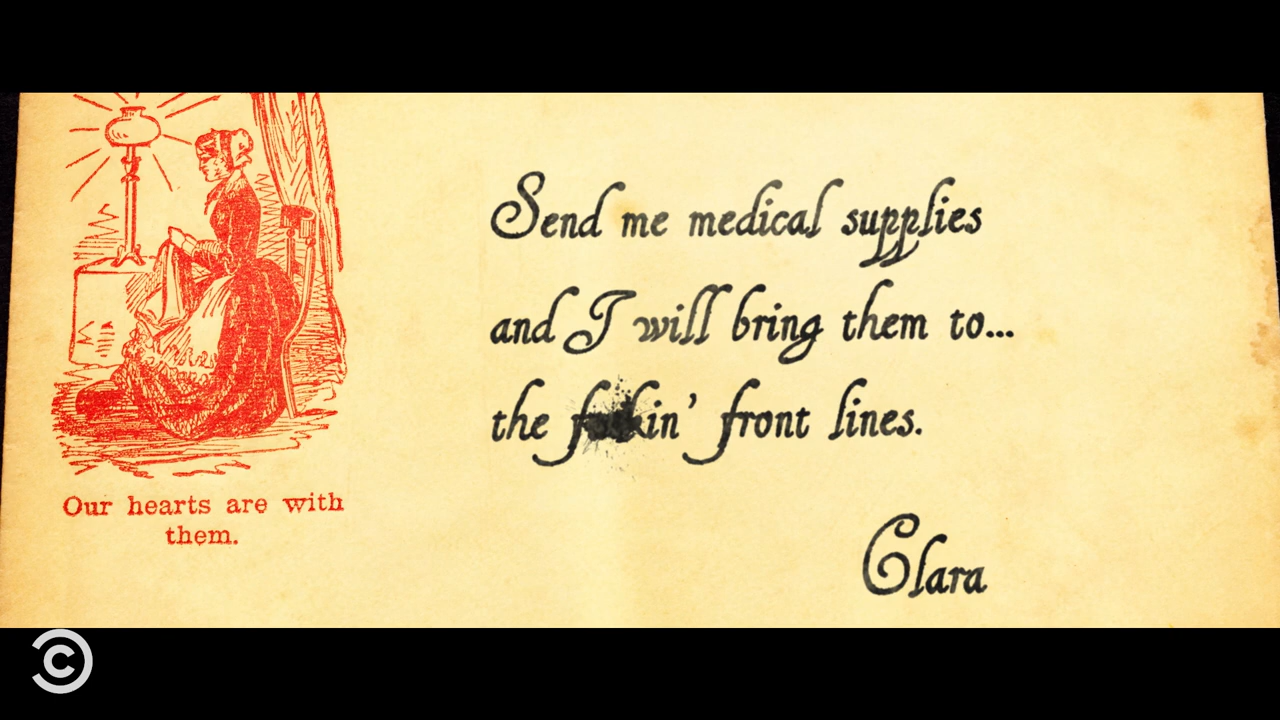 Our hearts are with
them.
Send me medical supplies
and I will bring them to...
the front lines.
Clara